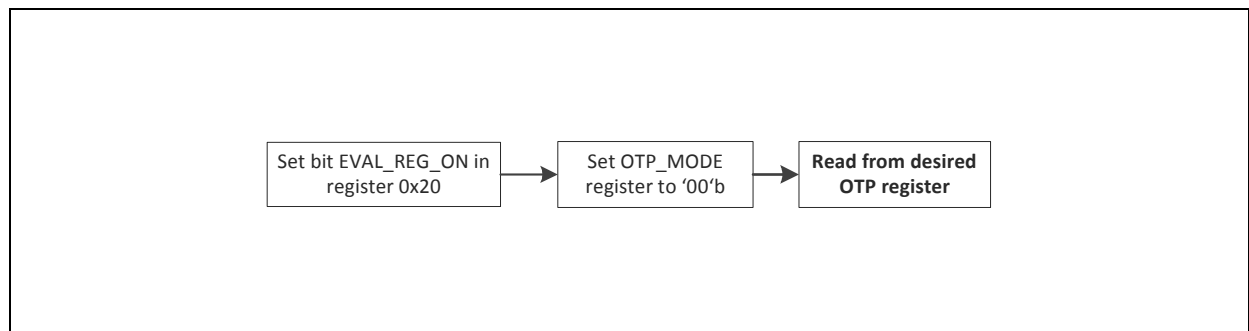 Set bit EVAL_REG_ON in
register 0x20
Set OTP_MODE
register to ‘00‘b
Read from desired
OTP register